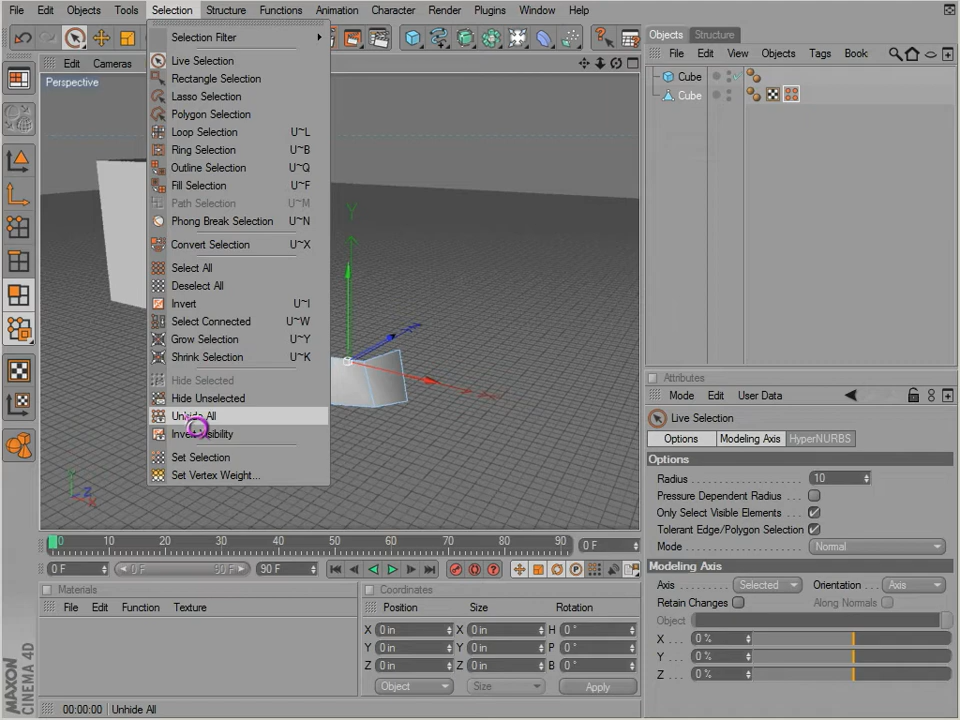 File Edit Objects Tools Selection Structure Functions Animation Character Render Plugins Window Help
Edit Cameras
Perspective
Selection Filter
Live Selection
Rectangle Selection
Lasso Selection
Polygon Selection
Loop Selection U~L
Ring Selection U~B
Outline Selection U~Q
Fill Selection U~F
Path Selection U~M
Phong Break Selection U~N
Convert Selection U~X
Select All
Deselect All
Invert U~I
Select Connected U~W
Grow Selection U~Y
Shrink Selection U~K
Hide Selected
Hide Unselected
Unhide All
Invert Visibility
Set Selection
Set Vertex Weight...
Y
Z
X
Objects Structure
File Edit View Objects Tags Book
Cube
Cube
Attributes
Mode Edit User Data
Live Selection
Options Modeling Axis HyperNURBS
Options
Radius 10
Pressure Dependent Radius
Only Select Visible Elements
Tolerant Edge/Polygon Selection
Mode Normal
Modeling Axis
Axis Selected Orientation Axis
Retain Changes Along Normals
Object
X 0 %
Y 0 %
Z 0 %
0 10 20 30 40 50 60 70 80 90 0 F
0 F 0 F 90 F 90 F
Materials
File Edit Function Texture
Coordinates
Position Size Rotation
X 0 in X 0 in H 0 °
Y 0 in Y 0 in P 0 °
Z 0 in Z 0 in B 0 °
Object Size Apply
MAXON
CINEMA 4D
00:00:00 Unhide All